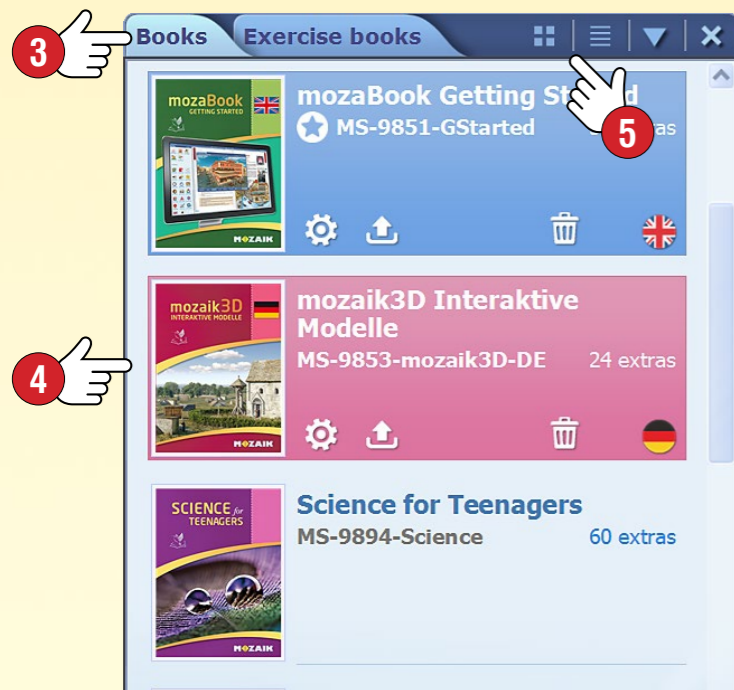 3
Books
Exercise books
mozaBook
GETTING STARTED
MOZAIK
mozaBook Getting St d
MS-9851-GStarted as
5
4
mozaik3D
INTERAKTIVE MODELLE
MOZAIK
mozaik3D Interaktive
Modelle
MS-9853-mozaik3D-DE 24 extras
SCIENCE for
TEENAGERS
MOZAIK
Science for Teenagers
MS-9894-Science 60 extras